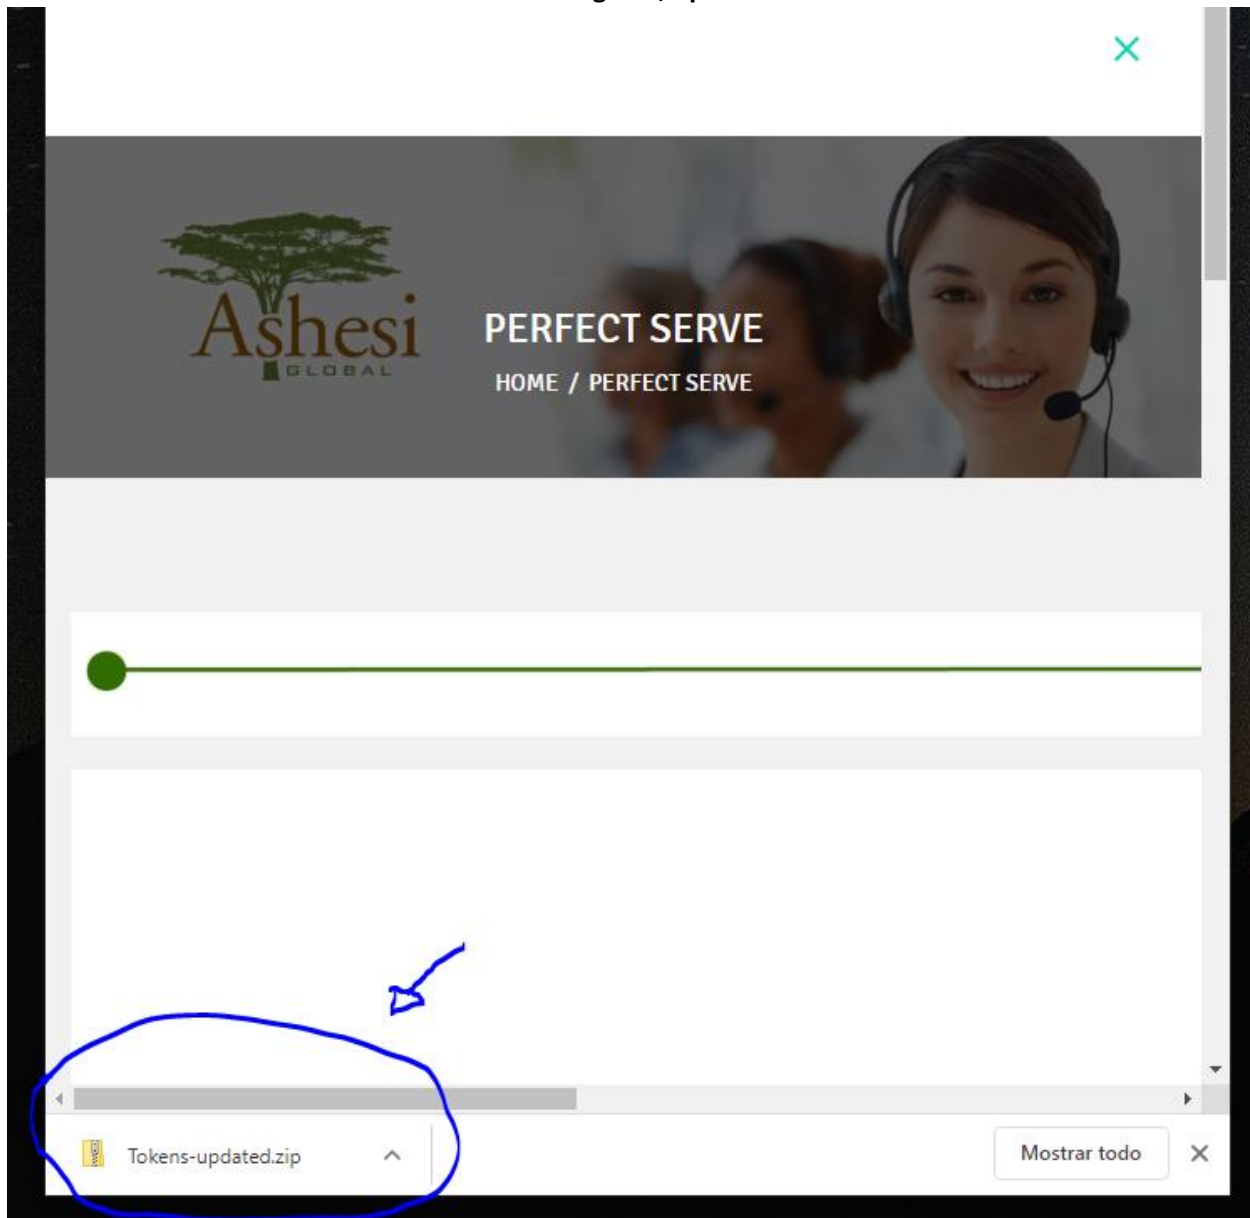 Ashesi
GLOBAL
PERFECT SERVE
HOME / PERFECT SERVE
Tokens-updated.zip
Mostrar todo